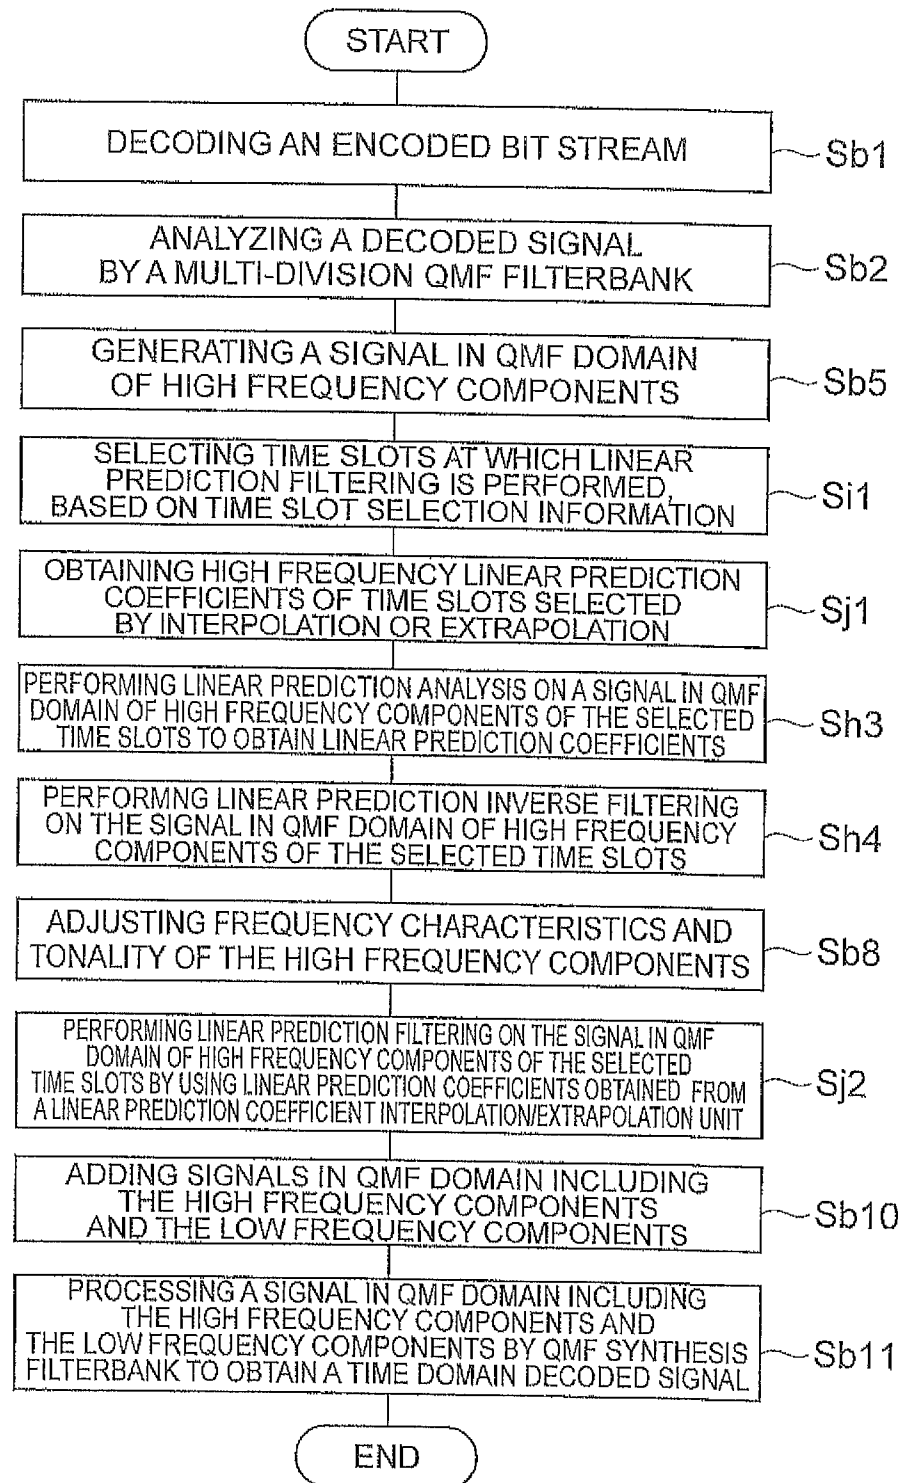 START
DECODING AN ENCODED BIT STREAM
Sb1
ANALYZING A DECODED SIGNAL
BY A MULTI-DIVISION QMF FILTERBANK
Sb2
GENERATING A SIGNAL IN QMF DOMAIN
OF HIGH FREQUENCY COMPONENTS
Sb5
SELECTING TIME SLOTS AT WHICH LINEAR
PREDICTION FILTERING IS PERFORMED,
BASED ON TIME SLOT SELECTION INFORMATION
Si1
OBTAINING HIGH FREQUENCY LINEAR PREDICTION
COEFFICIENTS OF TIME SLOTS SELECTED
BY INTERPOLATION OR EXTRAPOLATION
Sj1
PERFORMING LINEAR PREDICTION ANALYSIS ON A SIGNAL IN QMF
DOMAIN OF HIGH FREQUENCY COMPONENTS OF THE SELECTED
TIME SLOTS TO OBTAIN LINEAR PREDICTION COEFFICIENTS
Sh3
PERFORMNG LINEAR PREDICTION INVERSE FILTERING
ON THE SIGNAL IN QMF DOMAIN OF HIGH FREQUENCY
COMPONENTS OF THE SELECTED TIME SLOTS
Sh4
ADJUSTING FREQUENCY CHARACTERISTICS AND
TONALITY OF THE HIGH FREQUENCY COMPONENTS
Sb8
PERFORMING LINEAR PREDICTION FILTERING ON THE SIGNAL IN QMF
DOMAIN OF HIGH FREQUENCY COMPONENTS OF THE SELECTED
TIME SLOTS BY USING LINEAR PREDICTION COEFFICIENTS OBTAINED FROM
A LINEAR PREDICTION COEFFICIENT INTERPOLATION/EXTRAPOLATION UNIT
Sj2
ADDING SIGNALS IN QMF DOMAIN INCLUDING
THE HIGH FREQUENCY COMPONENTS
AND THE LOW FREQUENCY COMPONENTS
Sb10
PROCESSING A SIGNAL IN QMF DOMAIN INCLUDING
THE HIGH FREQUENCY COMPONENTS AND
THE LOW FREQUENCY COMPONENTS BY QMF SYNTHESIS
FILTERBANK TO OBTAIN A TIME DOMAIN DECODED SIGNAL
Sb11
END